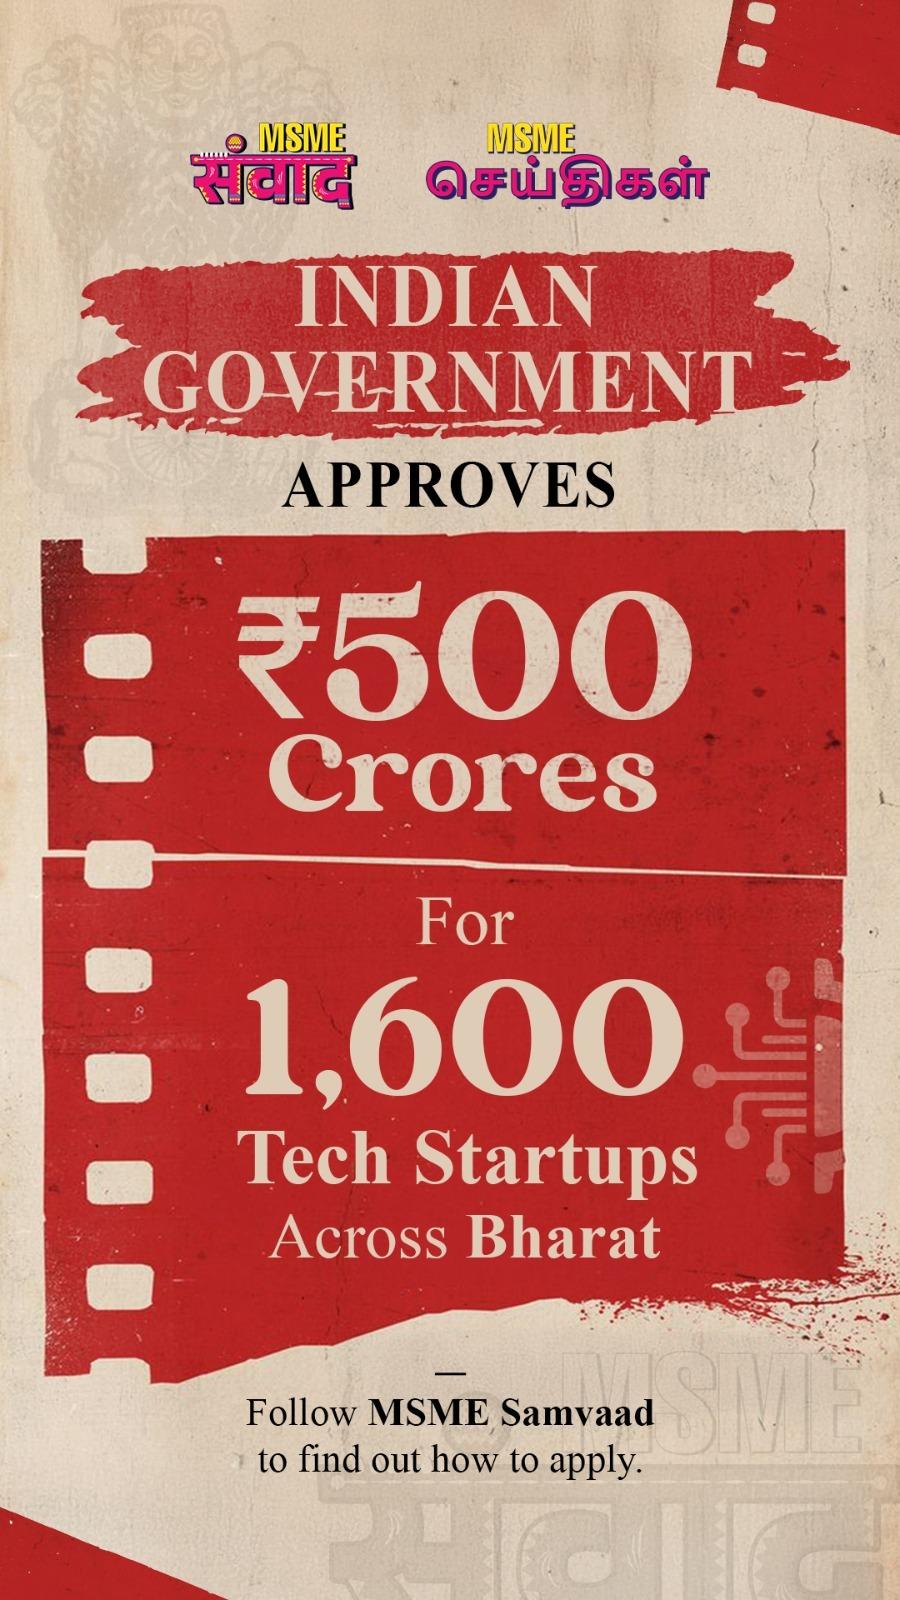 MSME
संवाद
MSME
செய்திகள்
INDIAN
GOVERNMENT
APPROVES
₹500
Crores
For
1,600
Tech Startups
Across Bharat
Follow MSME Samvaad
to find out how to apply.
MSME
संवाद